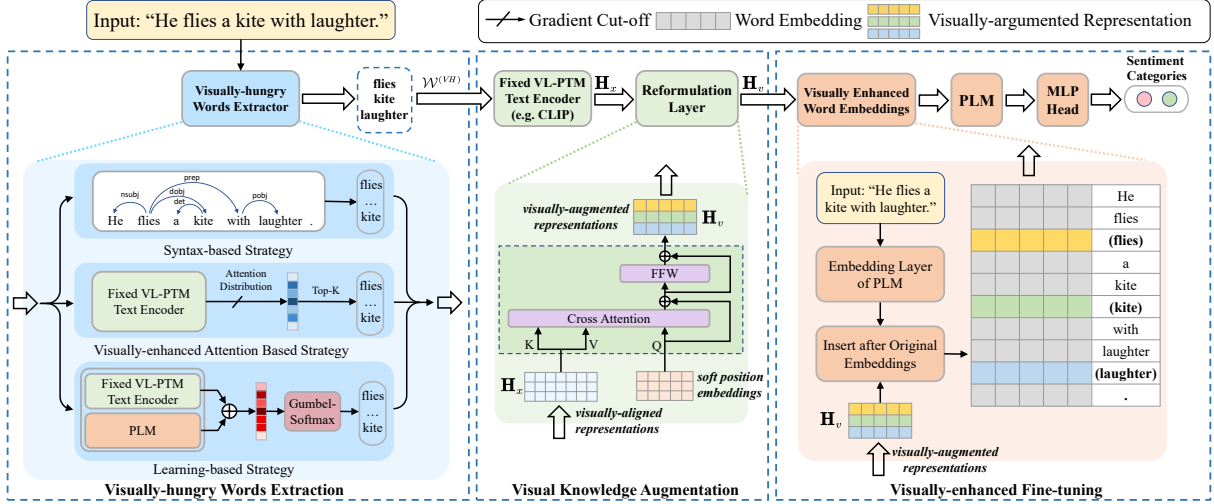 Input: “He flies a kite with laughter.”
Gradient Cut-off
Word Embedding
Visually-argumented Representation
Visually-hungry
Words Extractor
flies
kite
laughter
𝒲(VH)
Fixed VL-PTM
Text Encoder
(e.g. CLIP)
Hx
Reformulation
Layer
Hv
Visually Enhanced
Word Embeddings
PLM
MLP
Head
Sentiment
Categories
nsubj
prep
dobj
det
pobj
He flies a kite with laughter .
flies
…
kite
Syntax-based Strategy
Fixed VL-PTM
Text Encoder
Attention
Distribution
Top-K
flies
…
kite
Visually-enhanced Attention Based Strategy
Fixed VL-PTM
Text Encoder
PLM
Gumbel-
Softmax
flies
…
kite
Learning-based Strategy
Visually-hungry Words Extraction
visually-augmented
representations
Hv
FFW
Cross Attention
K
V
Q
Hx
soft position
embeddings
visually-aligned
representations
Visual Knowledge Augmentation
Input: “He flies a
kite with laughter.”
Embedding Layer
of PLM
Insert after Original
Embeddings
Hv
visually-augmented
representations
He
flies
(flies)
a
kite
(kite)
with
laughter
(laughter)
.
Visually-enhanced Fine-tuning